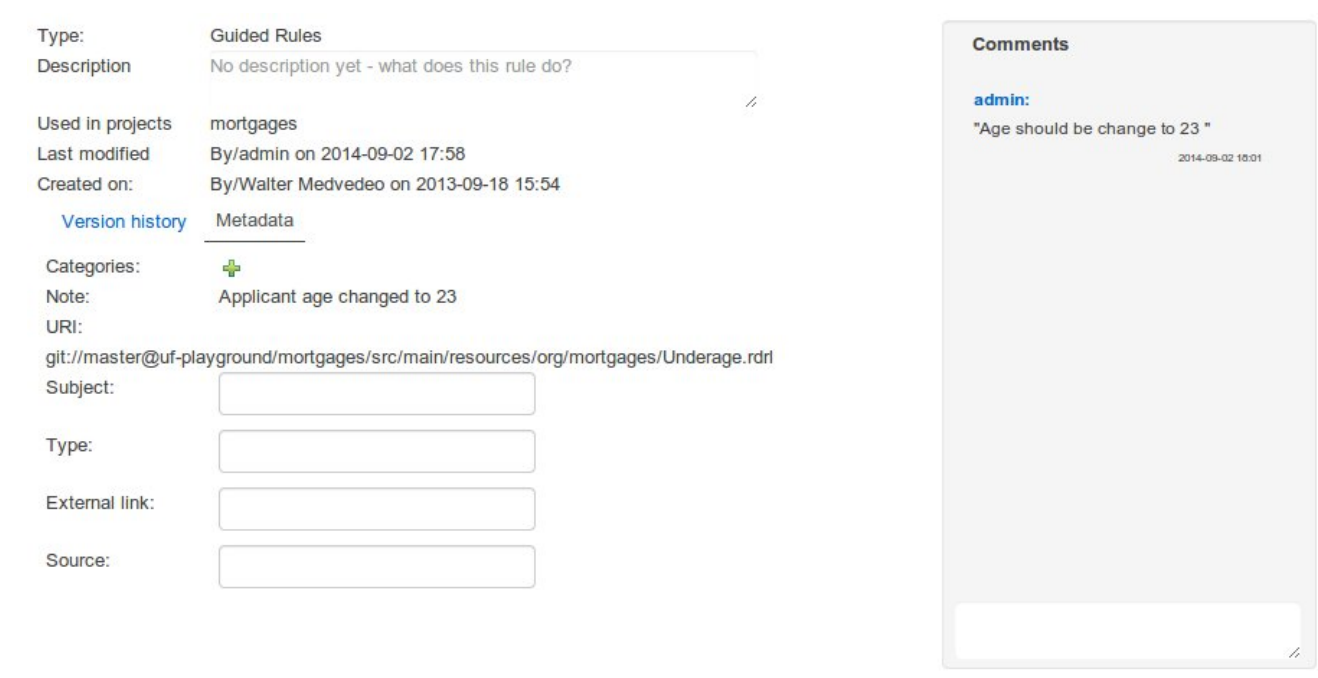 Type: Guided Rules
Description No description yet - what does this rule do?
Used in projects mortgages
Last modified By/admin on 2014-09-02 17:58
Created on: By/Walter Medvedeo on 2013-09-18 15:54
Version history Metadata
Categories:
Note: Applicant age changed to 23
URI:
git://master@uf-playground/mortgages/src/main/resources/org/mortgages/Underage.rdrl
Subject:
Type:
External link:
Source:
Comments
admin:
"Age should be change to 23 "
2014-09-02 18:01